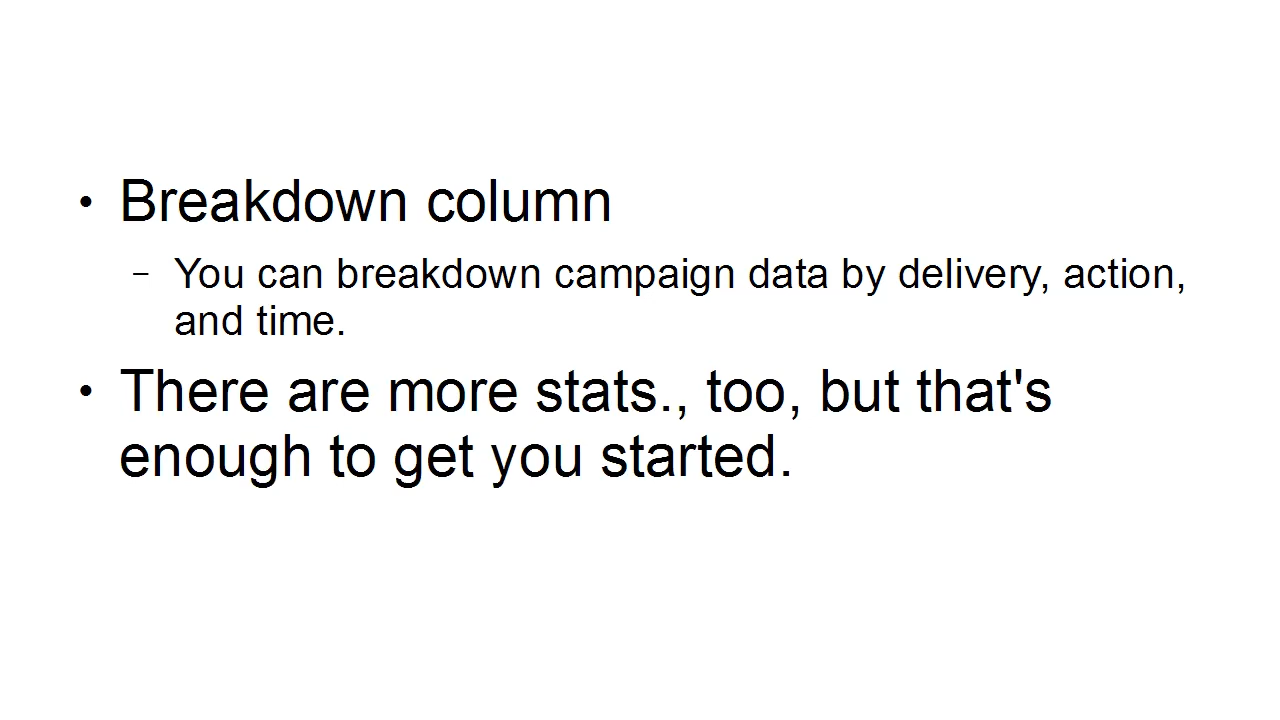 • Breakdown column
– You can breakdown campaign data by delivery, action,
and time.
• There are more stats., too, but that's
enough to get you started.